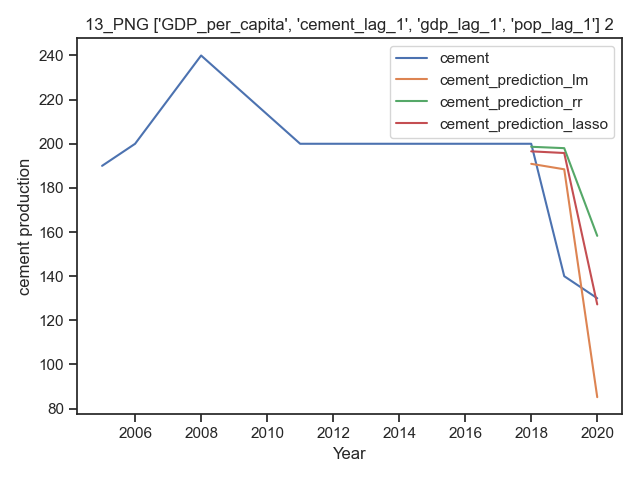 13_PNG ['GDP_per_capita', 'cement_lag_1', 'gdp_lag_1', 'pop_lag_1'] 2
cement
cement_prediction_lm
cement_prediction_rr
cement_prediction_lasso
cement production
240
220
200
180
160
140
120
100
80
2006 2008 2010 2012 2014 2016 2018 2020
Year